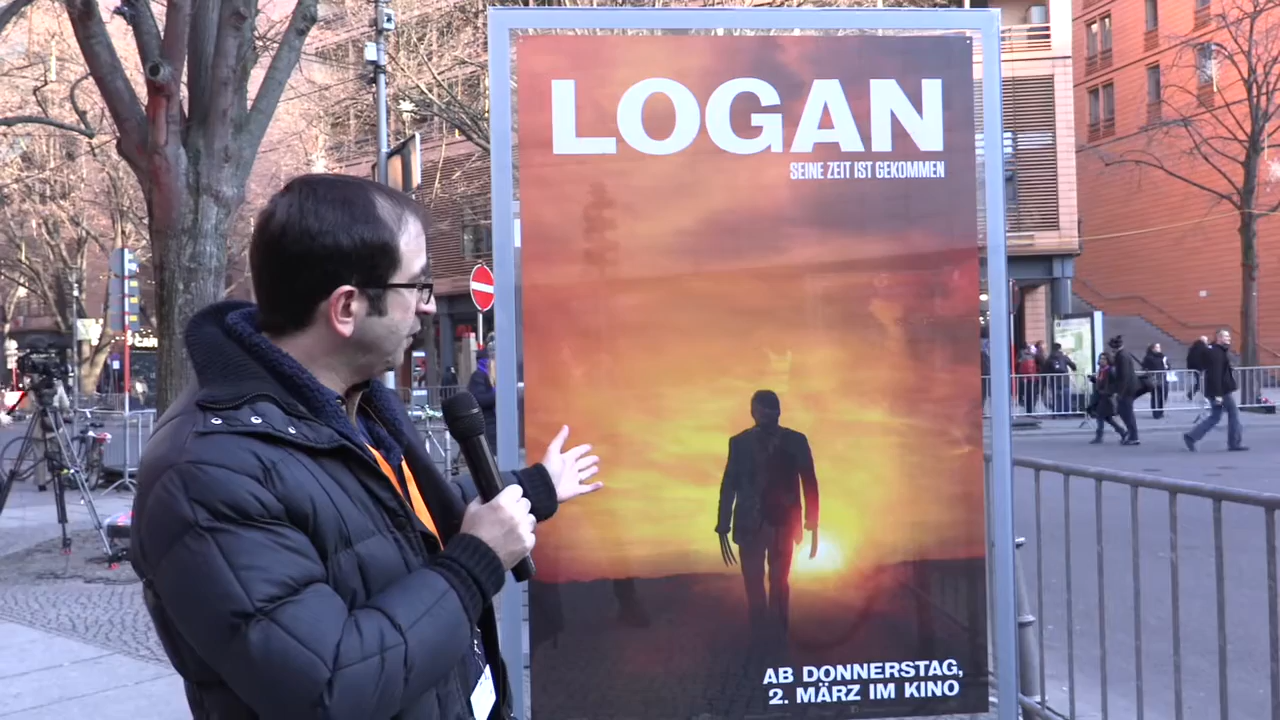 LOGAN
SEINE ZEIT IST GEKOMMEN
AB DONNERSTAG,
2. MÄRZ IM KINO